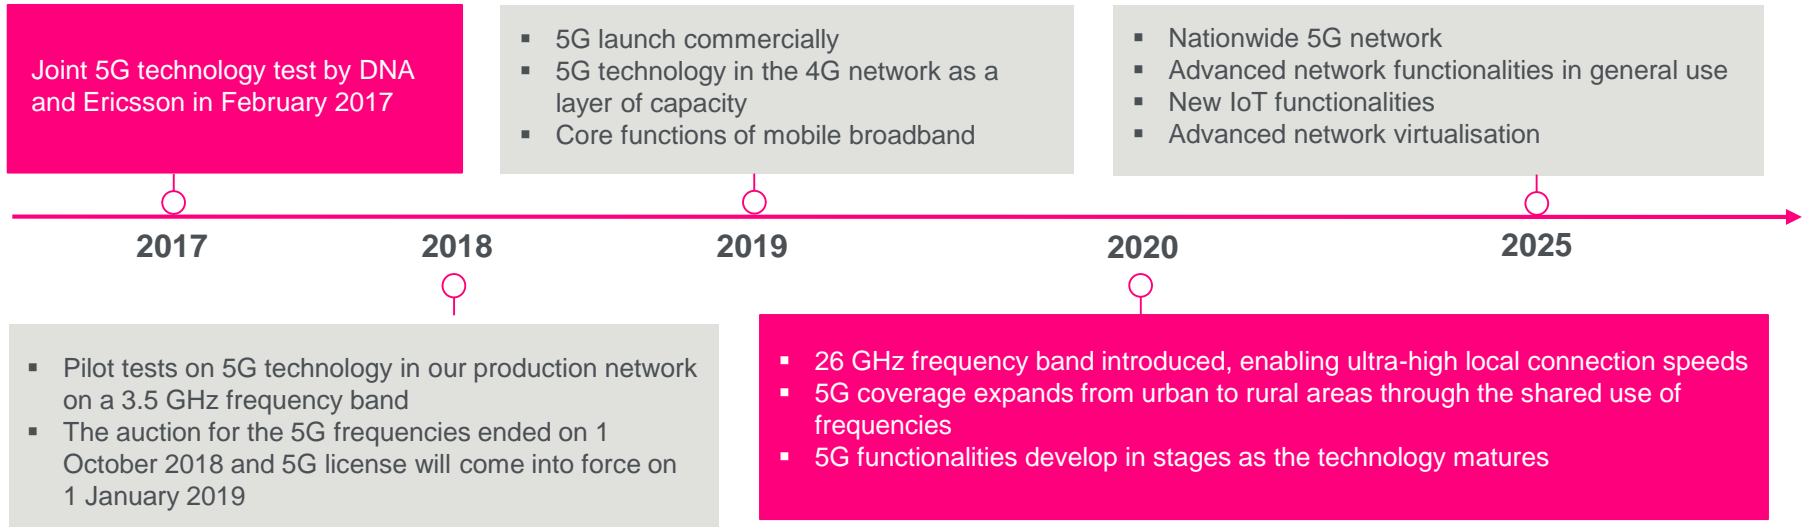 Joint 5G technology test by DNA
and Ericsson in February 2017
▪ 5G launch commercially
▪ 5G technology in the 4G network as a
layer of capacity
▪ Core functions of mobile broadband
▪ Nationwide 5G network
▪ Advanced network functionalities in general use
▪ New IoT functionalities
▪ Advanced network virtualisation
2017
2018
2019
2020
2025
▪ Pilot tests on 5G technology in our production network
on a 3.5 GHz frequency band
▪ The auction for the 5G frequencies ended on 1
October 2018 and 5G license will come into force on
1 January 2019
▪ 26 GHz frequency band introduced, enabling ultra-high local connection speeds
▪ 5G coverage expands from urban to rural areas through the shared use of
frequencies
▪ 5G functionalities develop in stages as the technology matures